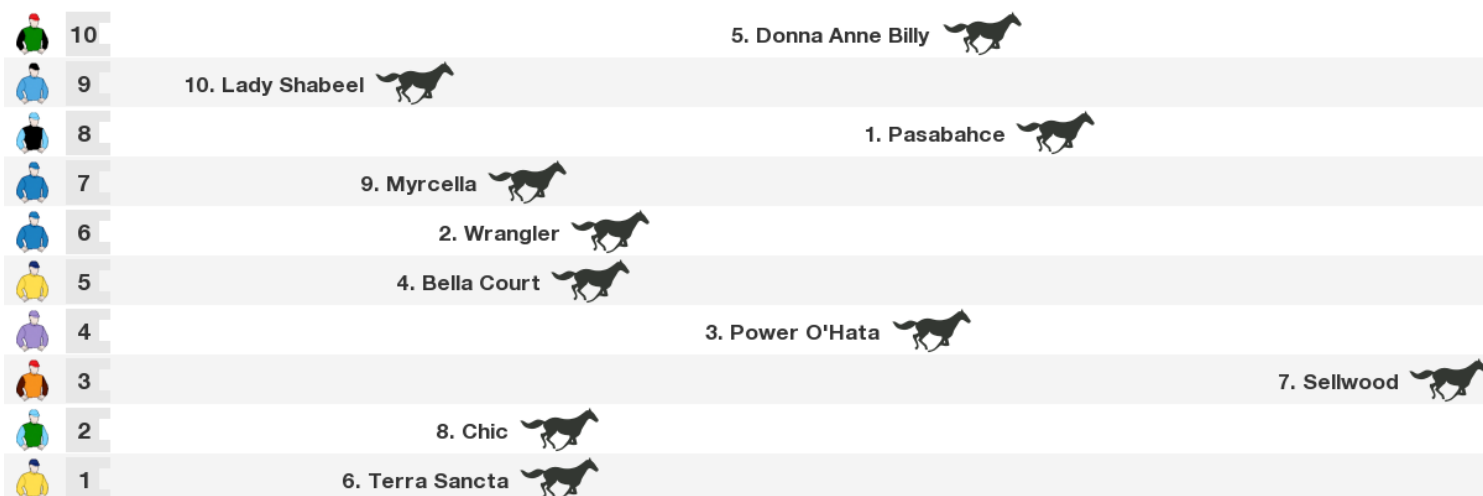 10 5. Donna Anne Billy
9 10. Lady Shabeel
8 1. Pasabahce
7 9. Myrcella
6 2. Wrangler
5 4. Bella Court
4 3. Power O'Hata
3 7. Sellwood
2 8. Chic
1 6. Terra Sancta